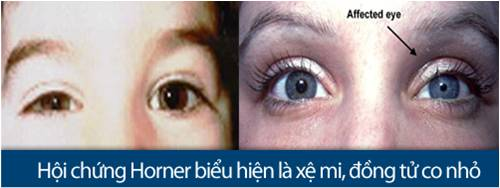 Affected eye
Hội chứng Horner biểu hiện là xệ mi, đồng tử co nhỏ